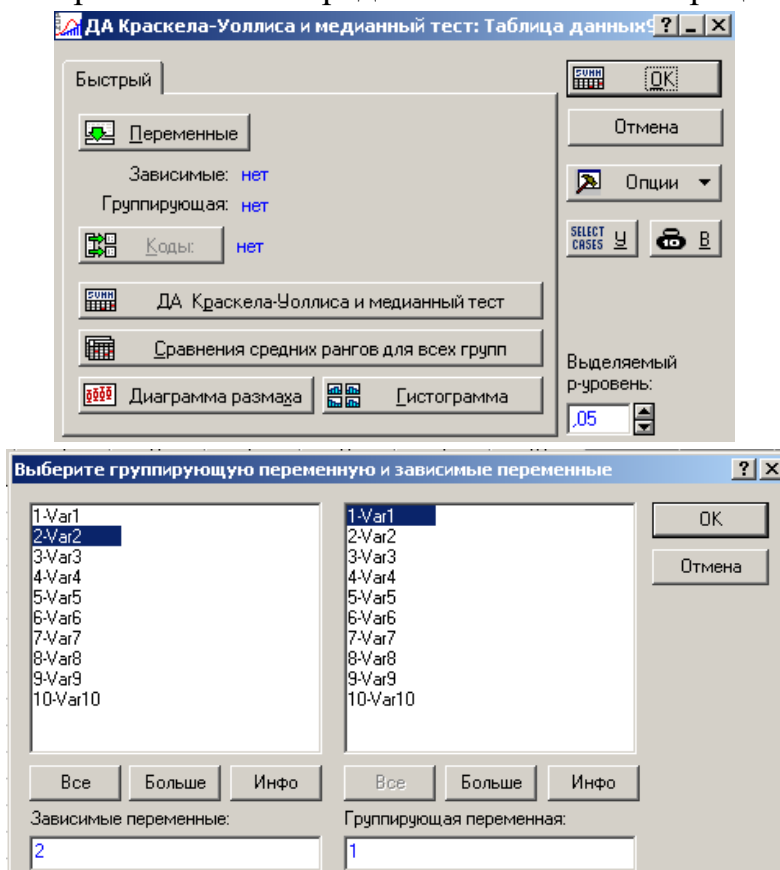 ДА Краскела-Уоллиса и медианный тест: Таблица данных
Быстрый
Переменные
Зависимые: нет
Группирующая: нет
Коды: нет
ДА Краскела-Уоллиса и медианный тест
Сравнения средних рангов для всех групп
Диаграмма размаха
Гистограмма
SUMM OK
Отмена
Опции
SELECT CASES У
В
Выделяемый
p-уровень:
,05
Выберите группирующую переменную и зависимые переменные
1-Var1
2-Var2
3-Var3
4-Var4
5-Var5
6-Var6
7-Var7
8-Var8
9-Var9
10-Var10
Все Больше Инфо
Зависимые переменные:
2
1-Var1
2-Var2
3-Var3
4-Var4
5-Var5
6-Var6
7-Var7
8-Var8
9-Var9
10-Var10
Все Больше Инфо
Группирующая переменная:
1
OK
Отмена